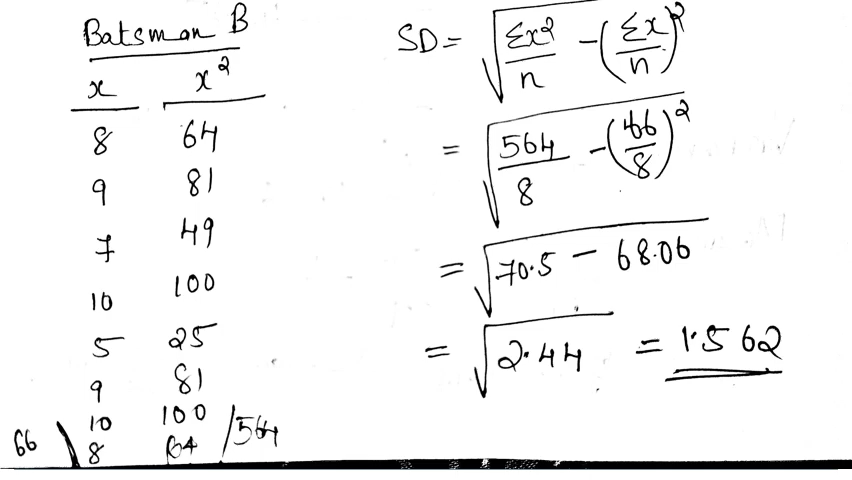 Batsman B
x x²
8 64
9 81
7 49
10 100
5 25
9 81
10 100
66 8 64 /564
SD = √(Σx²/n - (Σx/n)²)
= √(564/8 - (66/8)²)
= √(70.5 - 68.06)
= √2.44 = 1.562